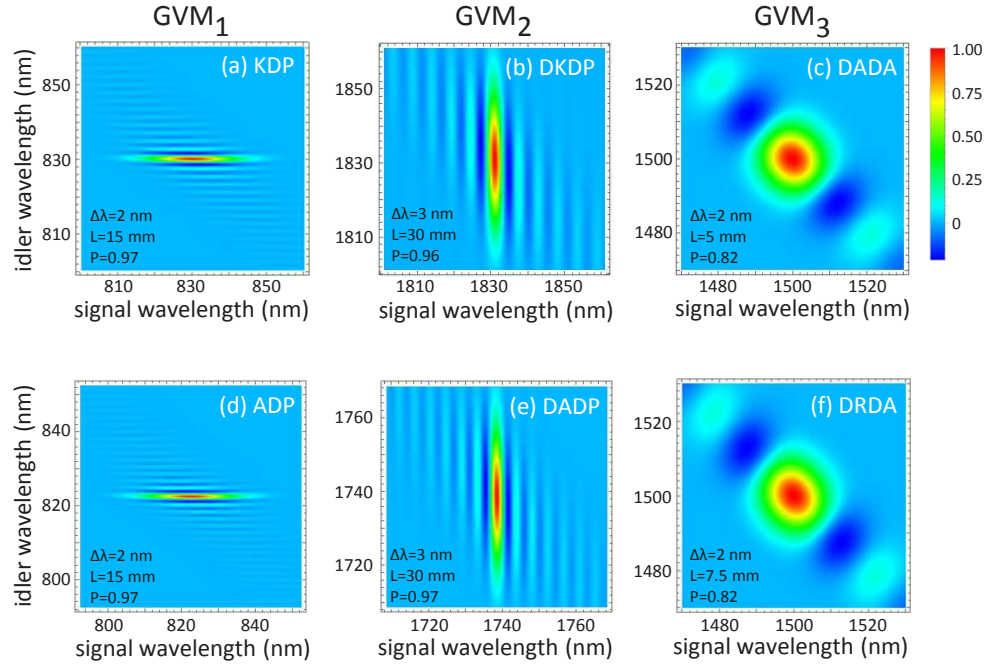 GVM1 GVM2 GVM3
(a) KDP
Δλ=2 nm
L=15 mm
P=0.97
850
830
810
810 830 850
idler wavelength (nm)
signal wavelength (nm)
(b) DKDP
Δλ=3 nm
L=30 mm
P=0.96
1850
1830
1810
1810 1830 1850
signal wavelength (nm)
(c) DADA
Δλ=2 nm
L=5 mm
P=0.82
1520
1500
1480
1480 1500 1520
signal wavelength (nm)
1.00
0.75
0.50
0.25
0
(d) ADP
Δλ=2 nm
L=15 mm
P=0.97
840
820
800
800 820 840
idler wavelength (nm)
signal wavelength (nm)
(e) DADP
Δλ=3 nm
L=30 mm
P=0.97
1760
1740
1720
1720 1740 1760
signal wavelength (nm)
(f) DRDA
Δλ=2 nm
L=7.5 mm
P=0.82
1520
1500
1480
1480 1500 1520
signal wavelength (nm)